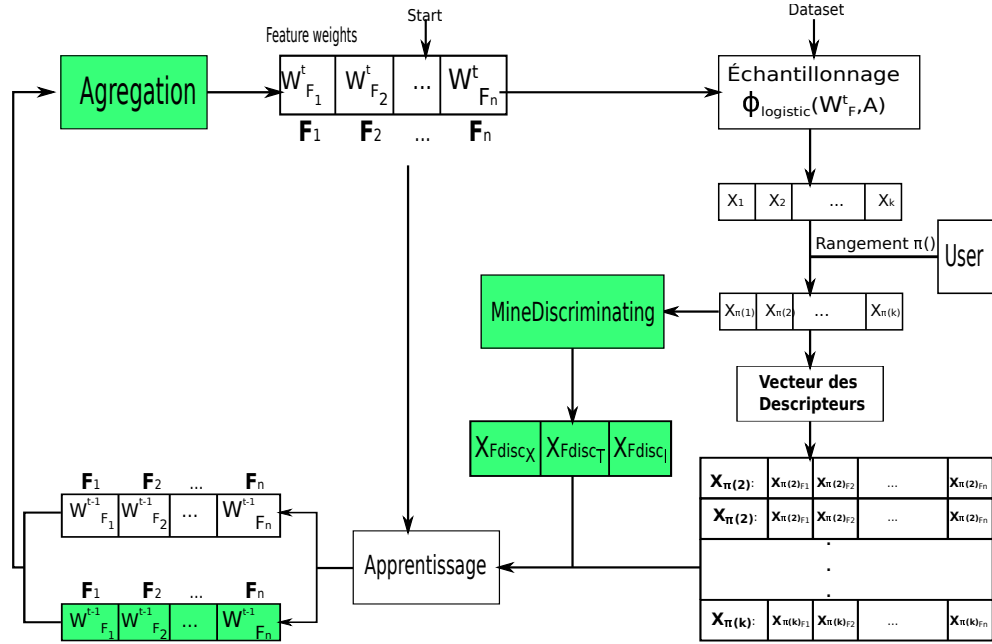 Start
Dataset
Feature weights
Agregation
W^t_F1 W^t_F2 ... W^t_Fn
F1 F2 ... Fn
Échantillonnage
ϕlogistic(W^t_F,A)
X1 X2 ... Xk
Rangement π()
User
MineDiscriminating
Xπ(1) Xπ(2) ... Xπ(k)
Vecteur des
Descripteurs
XFdiscX XFdiscT XFdiscI
Xπ(2): Xπ(2)F1 Xπ(2)F2 ... Xπ(2)Fn
Xπ(2): Xπ(2)F1 Xπ(2)F2 ... Xπ(2)Fn
.
.
.
Xπ(k): Xπ(k)F1 Xπ(k)F2 ... Xπ(k)Fn
F1 F2 ... Fn
W^t-1_F1 W^t-1_F2 ... W^t-1_Fn
Apprentissage
F1 F2 ... Fn
W^t-1_F1 W^t-1_F2 ... W^t-1_Fn